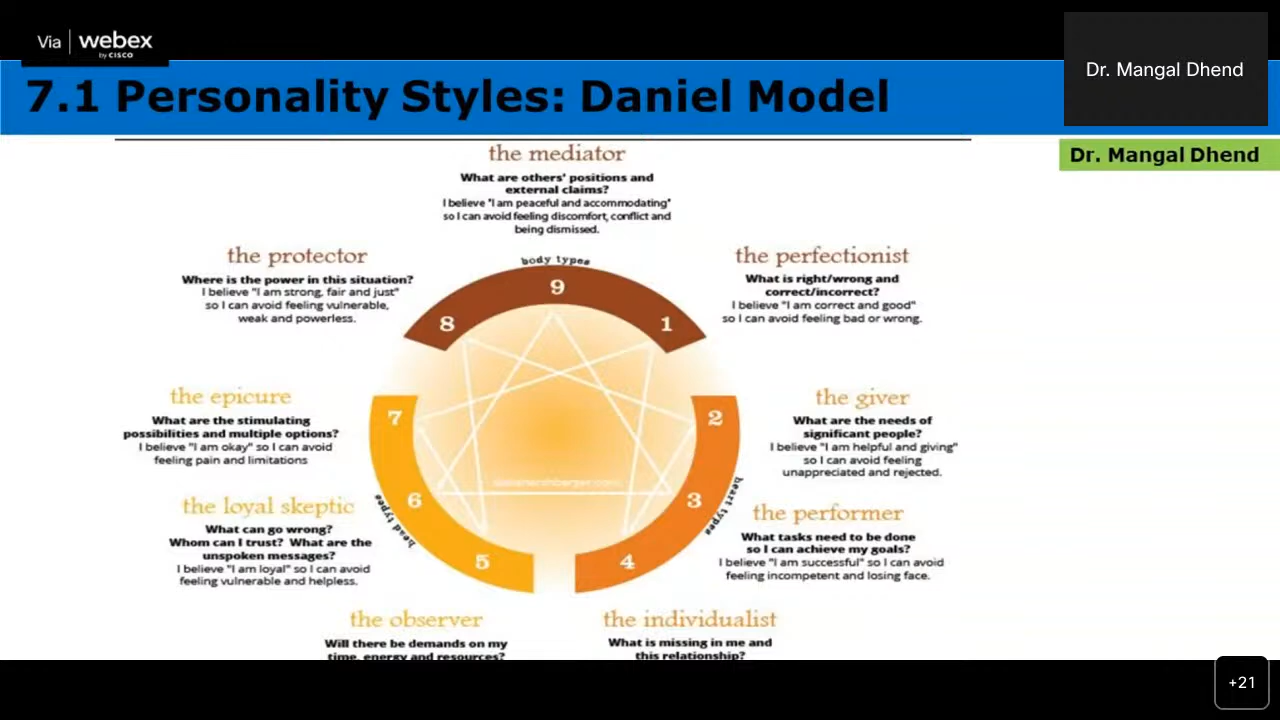 Via webex
by CISCO
Dr. Mangal Dhend
7.1 Personality Styles: Daniel Model
Dr. Mangal Dhend
the mediator
What are others' positions and
external claims?
I believe "I am peaceful and accommodating"
so I can avoid feeling discomfort, conflict and
being dismissed.
the protector
Where is the power in this situation?
I believe "I am strong, fair and just"
so I can avoid feeling vulnerable,
weak and powerless.
the perfectionist
What is right/wrong and
correct/incorrect?
I believe "I am correct and good"
so I can avoid feeling bad or wrong.
body types
9
8
1
the epicure
What are the stimulating
possibilities and multiple options?
I believe "I am okay" so I can avoid
feeling pain and limitations
7
2
the giver
What are the needs of
significant people?
I believe "I am helpful and giving"
so I can avoid feeling
unappreciated and rejected.
the loyal skeptic
What can go wrong?
Whom can I trust? What are the
unspoken messages?
I believe "I am loyal" so I can avoid
feeling vulnerable and helpless.
head types
6
3
heart types
the performer
What tasks need to be done
so I can achieve my goals?
I believe "I am successful" so I can avoid
feeling incompetent and losing face.
5
4
the observer
Will there be demands on my
time, energy and resources?
the individualist
What is missing in me and
this relationship?
+21